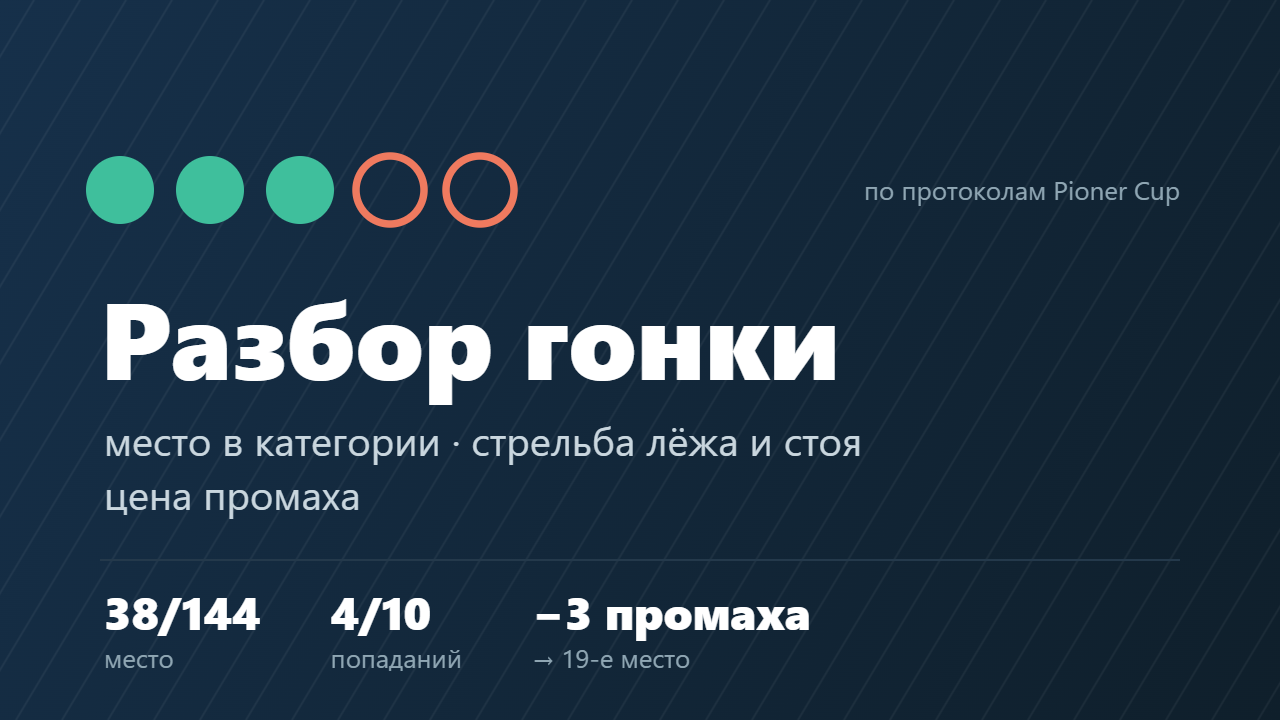 по протоколам Pioner Cup
Разбор гонки
место в категории · стрельба лёжа и стоя
цена промаха
38/144
место
4/10
попаданий
−3 промаха
→ 19-е место